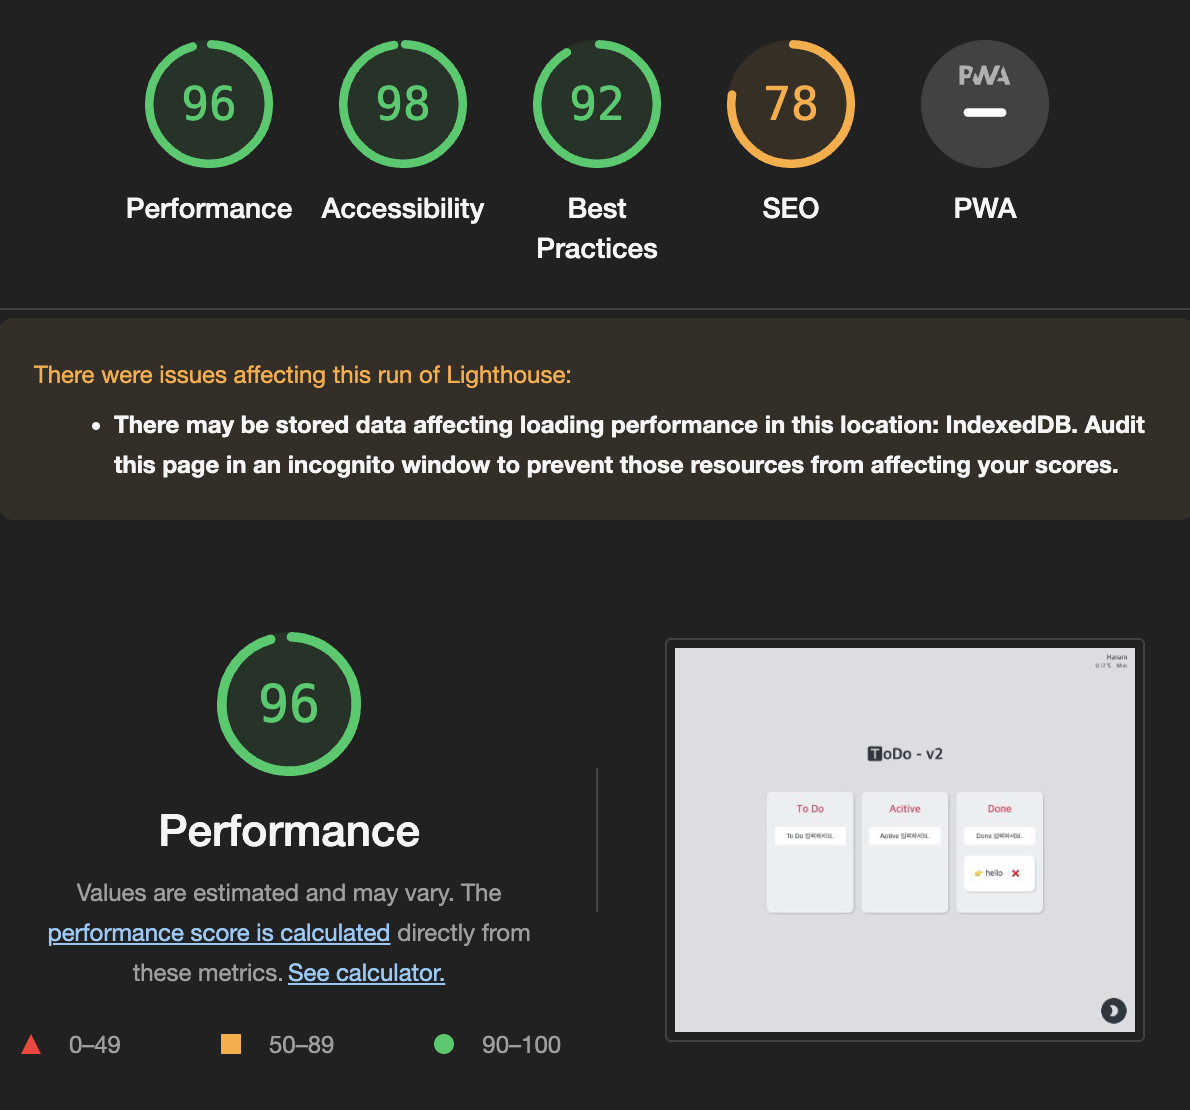 96
98
92
78
PWA
Performance
Accessibility
Best
Practices
SEO
PWA
There were issues affecting this run of Lighthouse:
There may be stored data affecting loading performance in this location: IndexedDB. Audit
this page in an incognito window to prevent those resources from affecting your scores.
96
Performance
Values are estimated and may vary. The
performance score is calculated directly from
these metrics. See calculator.
0–49
50–89
90–100
Hanam
ToDo - v2
To Do
Acitive
Done
To Do 입력하세요.
Acitive 입력하세요.
Done 입력하세요.
hello